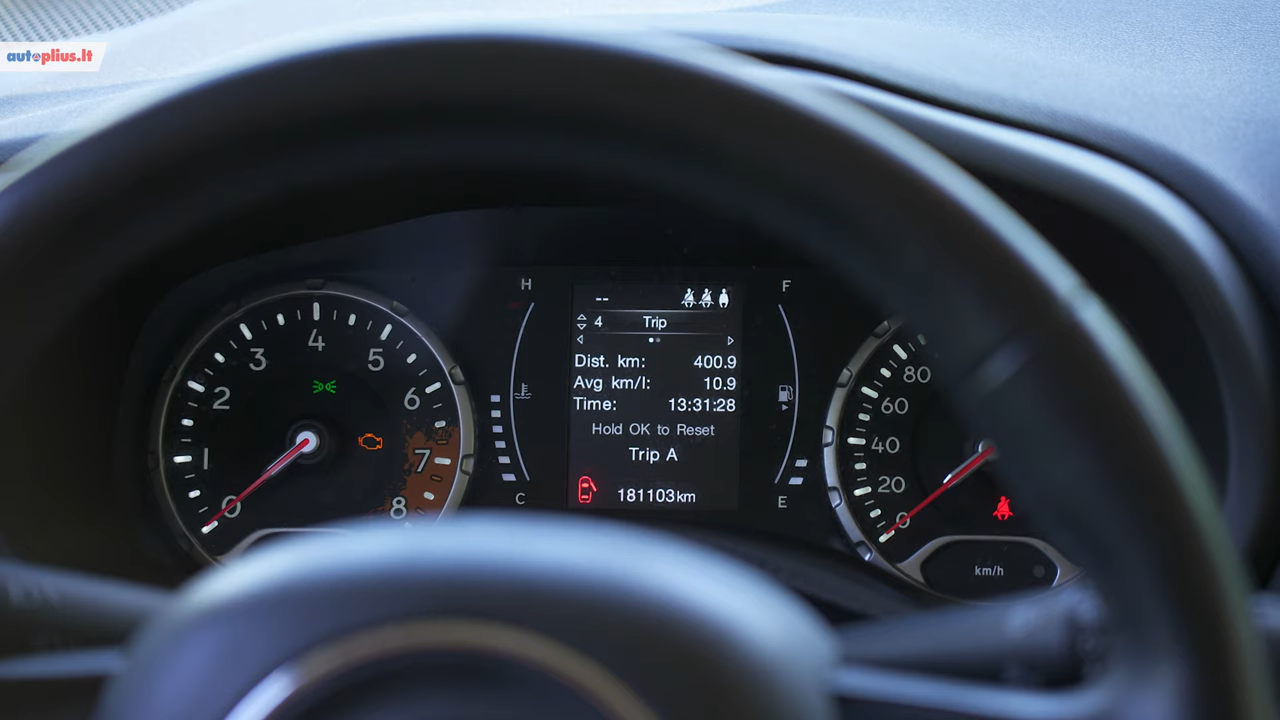 autoplius.lt
H
F
--
4 Trip
Dist. km: 400.9
Avg km/l: 10.9
Time: 13:31:28
Hold OK to Reset
Trip A
181103km
C
E
0
1
2
3
4
5
6
7
8
0
20
40
60
80
km/h